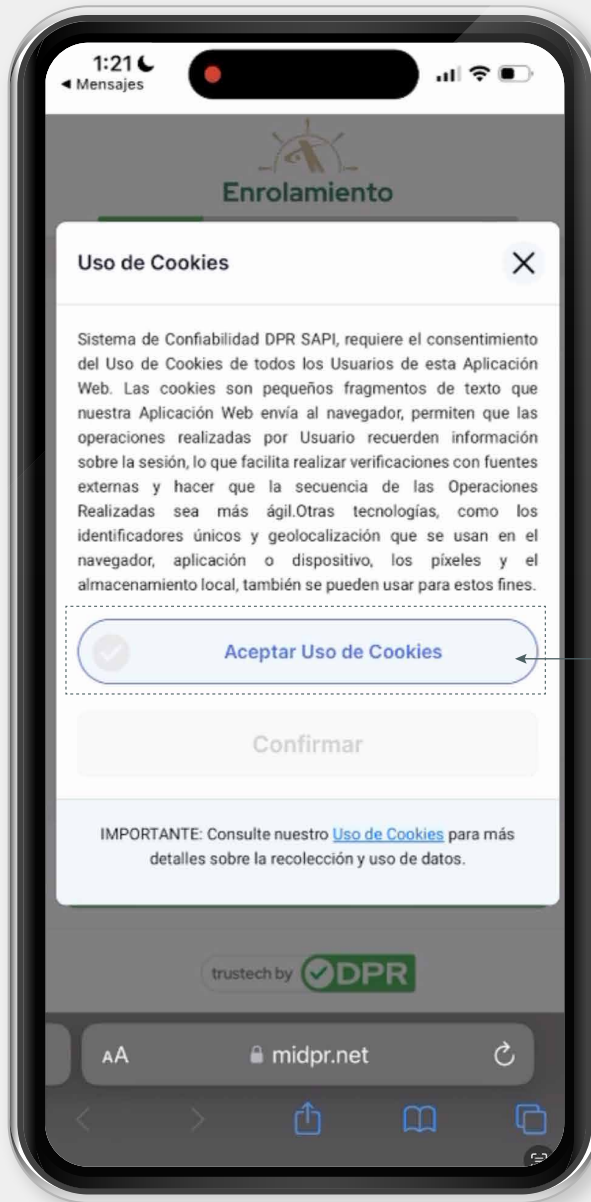 1:21
◀ Mensajes
Enrolamiento
Uso de Cookies
Sistema de Confiabilidad DPR SAPI, requiere el consentimiento
del Uso de Cookies de todos los Usuarios de esta Aplicación
Web. Las cookies son pequeños fragmentos de texto que
nuestra Aplicación Web envía al navegador, permiten que las
operaciones realizadas por Usuario recuerden información
sobre la sesión, lo que facilita realizar verificaciones con fuentes
externas y hacer que la secuencia de las Operaciones
Realizadas sea más ágil.Otras tecnologías, como los
identificadores únicos y geolocalización que se usan en el
navegador, aplicación o dispositivo, los píxeles y el
almacenamiento local, también se pueden usar para estos fines.
Aceptar Uso de Cookies
Confirmar
IMPORTANTE: Consulte nuestro Uso de Cookies para más
detalles sobre la recolección y uso de datos.
trustech by DPR
AA midpr.net